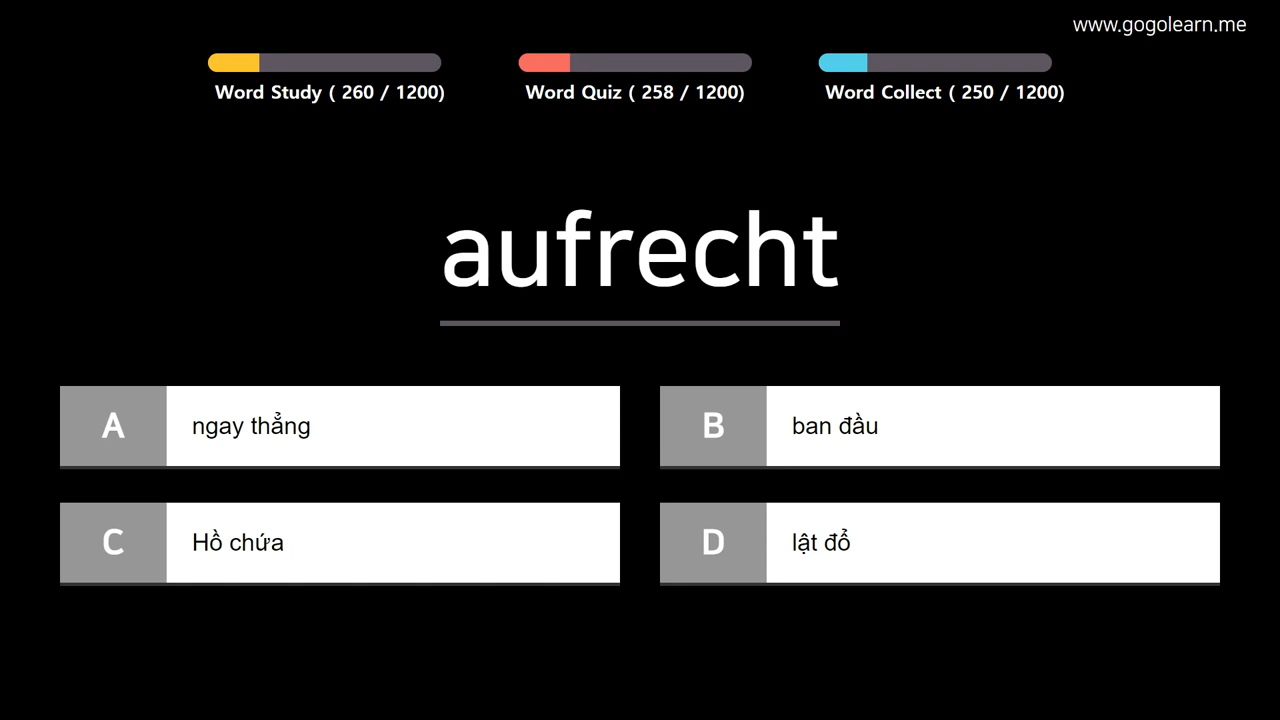 www.gogolearn.me
Word Study ( 260 / 1200)
Word Quiz ( 258 / 1200)
Word Collect ( 250 / 1200)
aufrecht
A ngay thẳng
B ban đầu
C Hồ chứa
D lật đổ